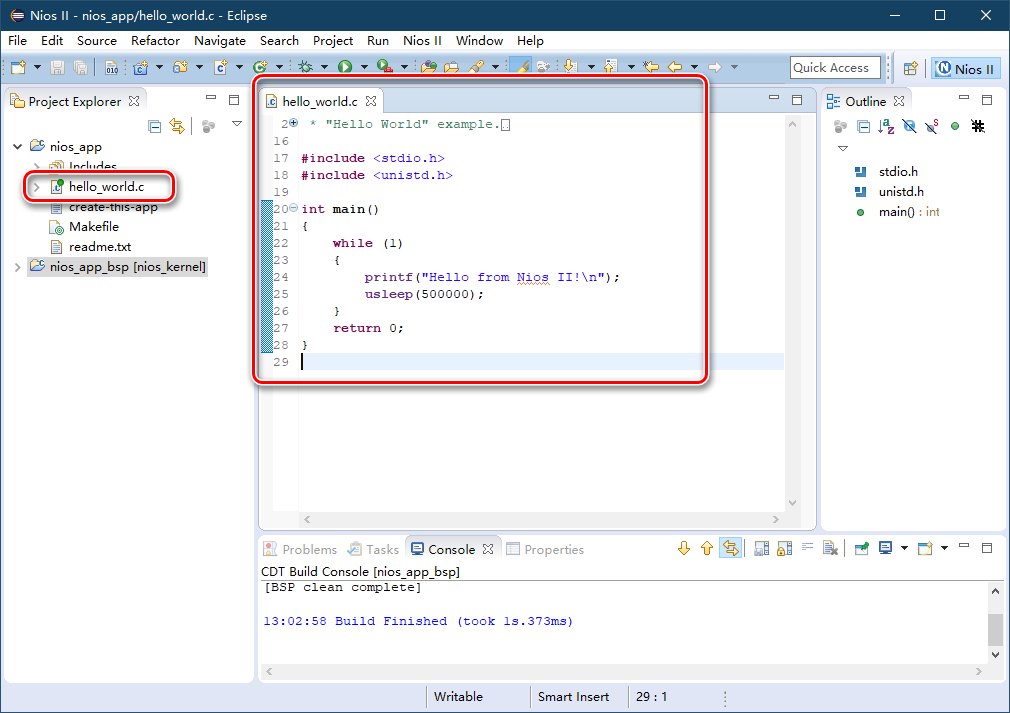 Nios II - nios_app/hello_world.c - Eclipse
File Edit Source Refactor Navigate Search Project Run Nios II Window Help
Quick Access
Nios II
Project Explorer
nios_app
Includes
hello_world.c
create-this-app
Makefile
readme.txt
nios_app_bsp [nios_kernel]
hello_world.c
2 * "Hello World" example.
16
17 #include <stdio.h>
18 #include <unistd.h>
19
20 int main()
21 {
22 while (1)
23 {
24 printf("Hello from Nios II!\n");
25 usleep(500000);
26 }
27 return 0;
28 }
29
Outline
stdio.h
unistd.h
main() : int
Problems Tasks Console Properties
CDT Build Console [nios_app_bsp]
[BSP clean complete]
13:02:58 Build Finished (took 1s.373ms)
Writable Smart Insert 29 : 1